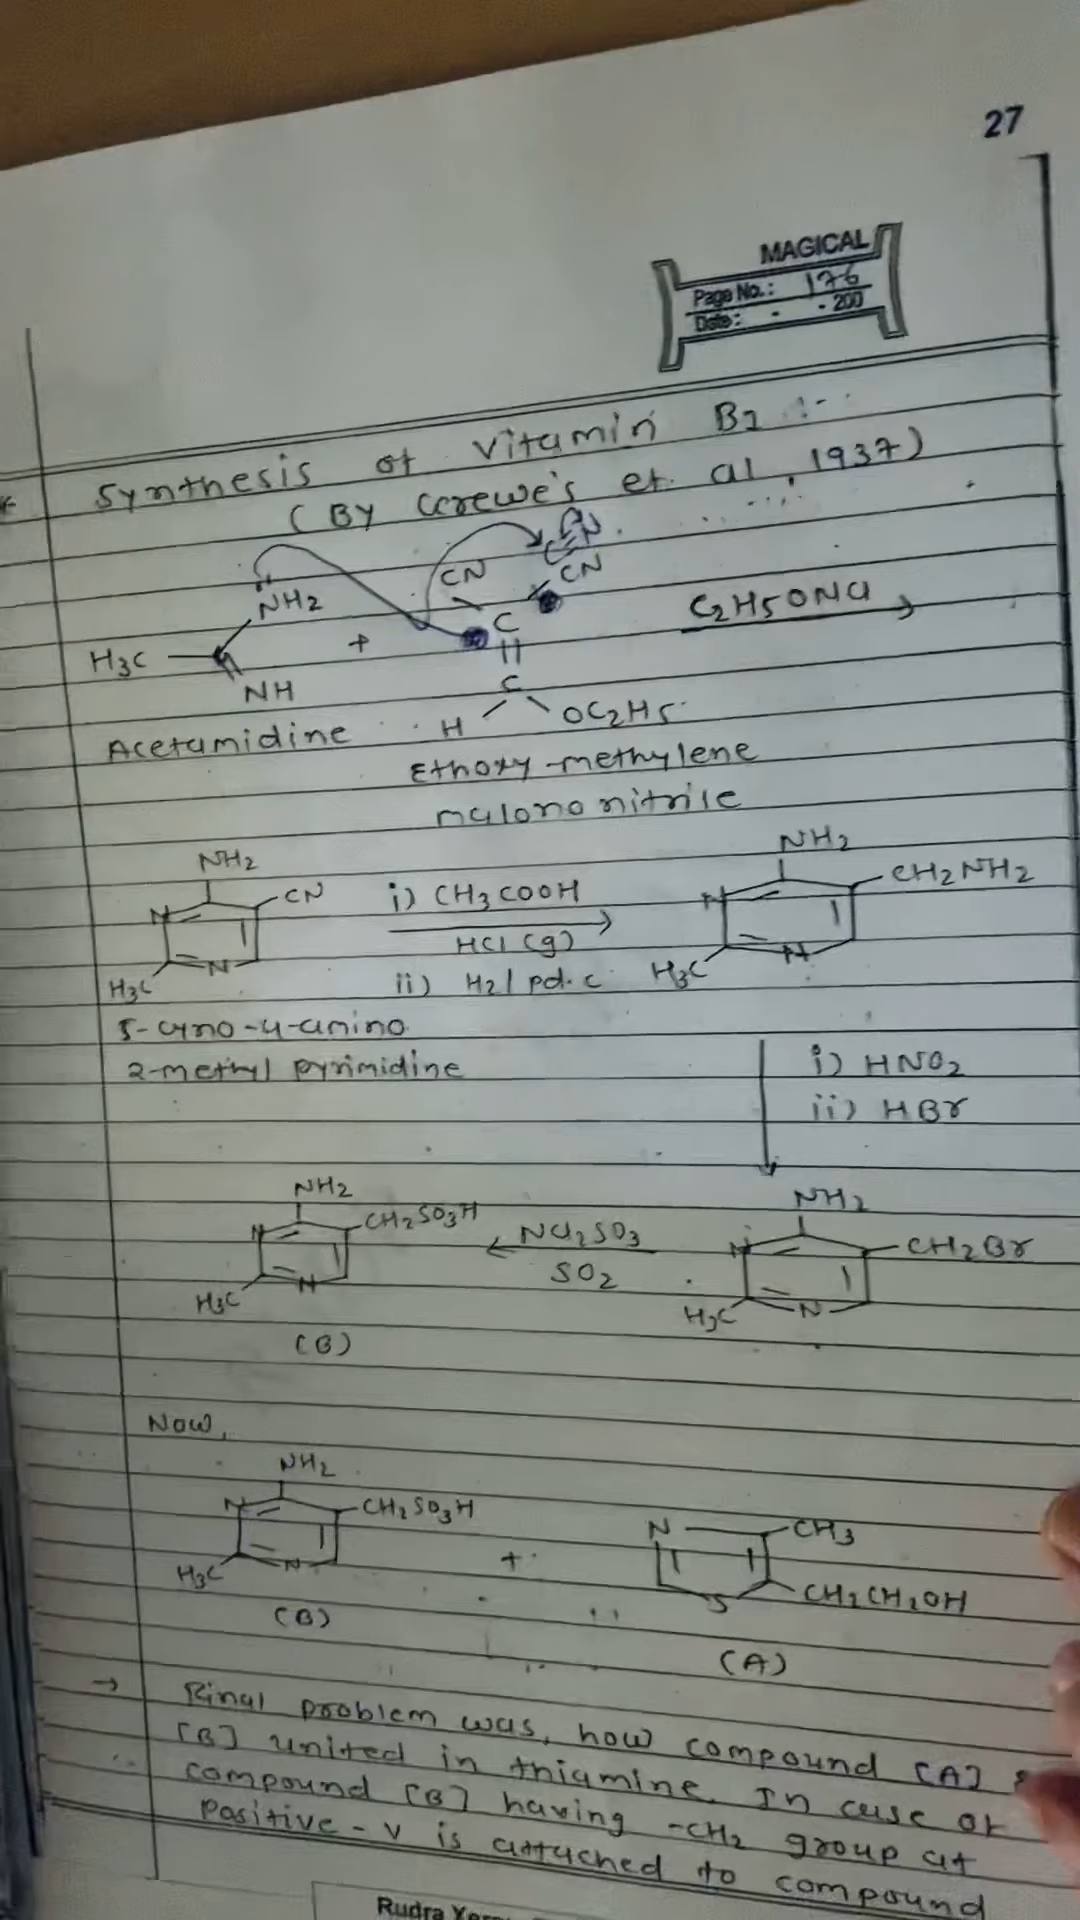 27
MAGICAL
Page No.: 176
Date: - - 200
Synthesis of Vitamin B1 :-
(By Grewe's et. al, 1937)
CN
CN
NH2
C
H3C
+
C2H5ONa
NH
C
H
OC2H5
Acetamidine
Ethoxy-methylene
malono nitrile
NH2
NH2
CN
i) CH3COOH
CH2NH2
N
N
HCl (g)
N
N
H3C
ii) H2/pd.c
H3C
5-cyno-4-amino
2-methyl pyrimidine
i) HNO2
ii) HBr
NH2
NH2
CH2SO3H
Na2SO3
CH2Br
N
N
SO2
N
N
H3C
H3C
(B)
Now,
NH2
N
CH2SO3H
N
CH3
N
+
H3C
S
CH2CH2OH
(B)
(A)
→ Final problem was, how compound [A] &
[B] united in thiamine. In case of
compound [B] having -CH2 group at
Positive-V is attached to compound